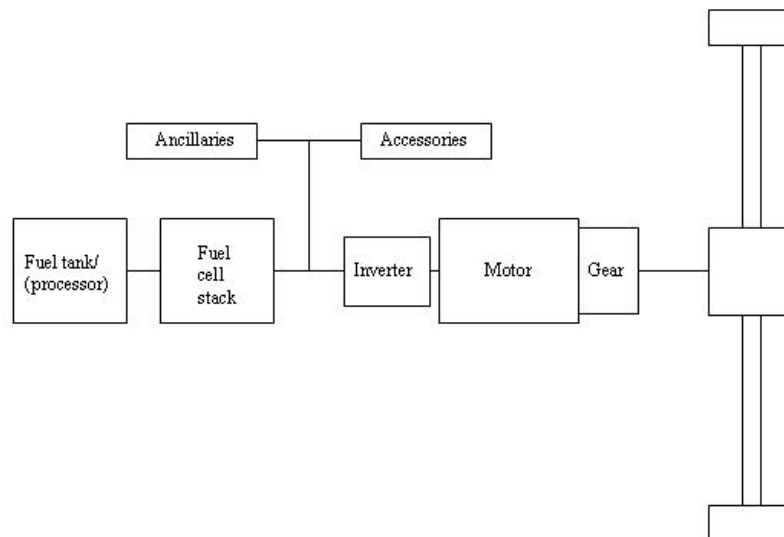 Ancillaries
Accessories
Fuel tank/
(processor)
Fuel
cell
stack
Inverter
Motor
Gear